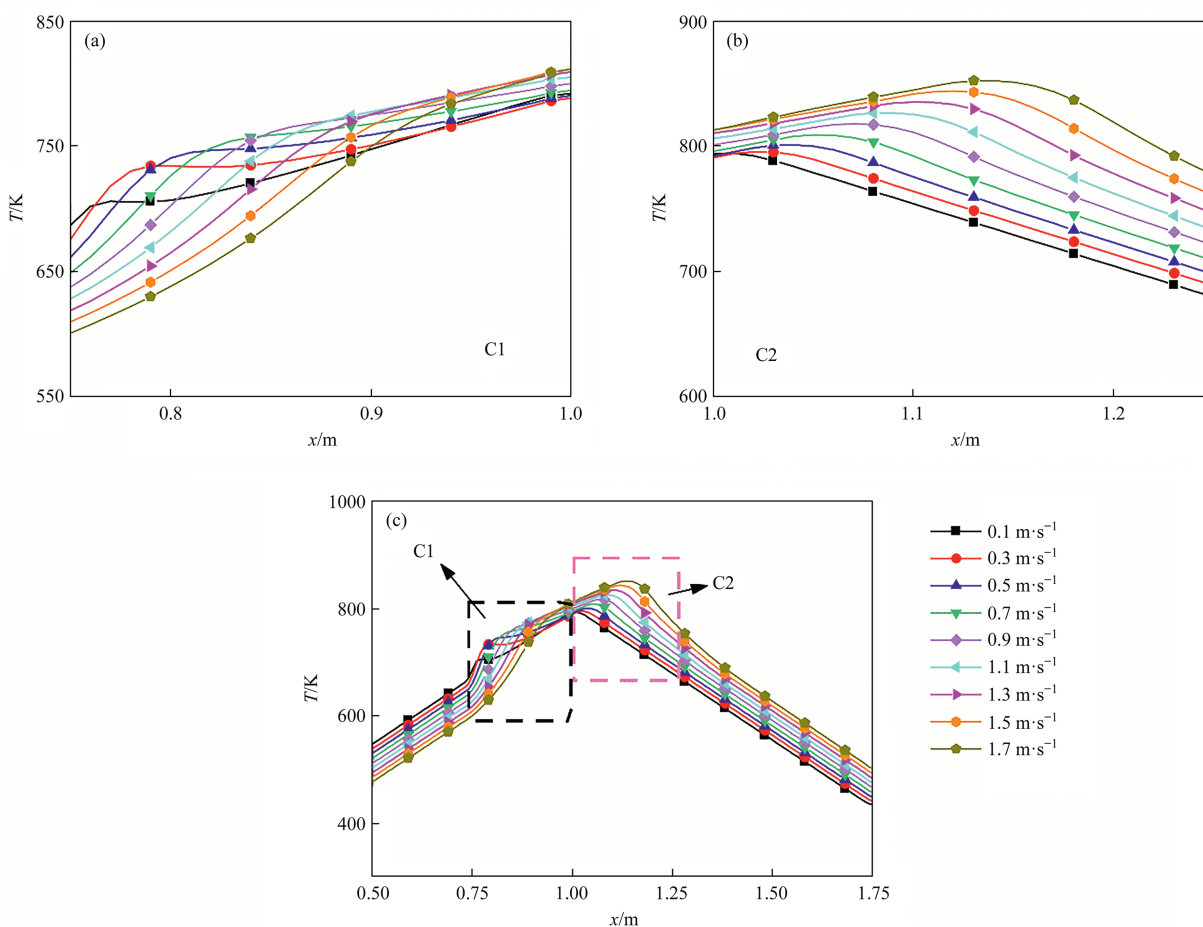 (a)
850
750
650
550
T/K
C1
0.8
0.9
1.0
x/m
(b)
900
800
700
600
T/K
C2
1.0
1.1
1.2
x/m
(c)
1000
800
600
400
T/K
C1
C2
0.50
0.75
1.00
1.25
1.50
1.75
x/m
0.1 m·s⁻¹
0.3 m·s⁻¹
0.5 m·s⁻¹
0.7 m·s⁻¹
0.9 m·s⁻¹
1.1 m·s⁻¹
1.3 m·s⁻¹
1.5 m·s⁻¹
1.7 m·s⁻¹